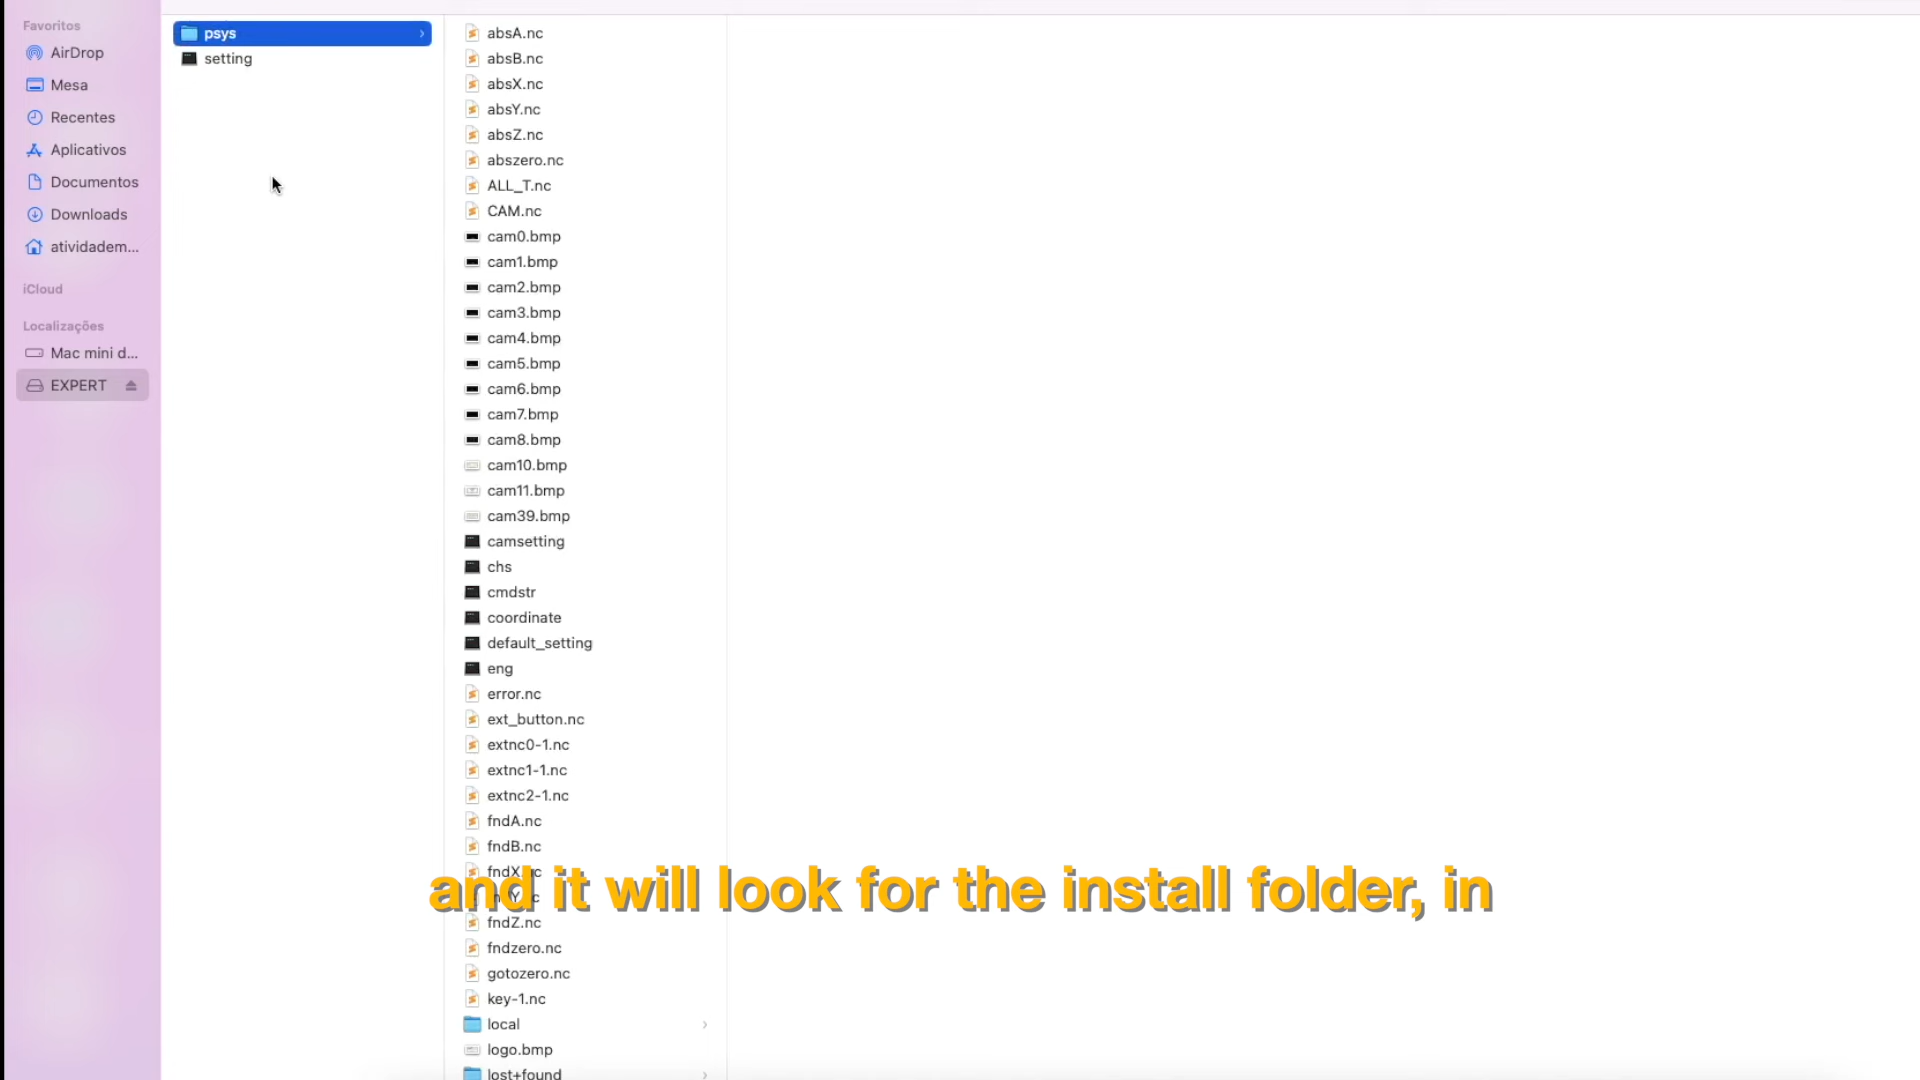 Favoritos
AirDrop
Mesa
Recentes
Aplicativos
Documentos
Downloads
atividadem...
iCloud
Localizações
Mac mini d...
EXPERT
psys
setting
absA.nc
absB.nc
absX.nc
absY.nc
absZ.nc
abszero.nc
ALL_T.nc
CAM.nc
cam0.bmp
cam1.bmp
cam2.bmp
cam3.bmp
cam4.bmp
cam5.bmp
cam6.bmp
cam7.bmp
cam8.bmp
cam10.bmp
cam11.bmp
cam39.bmp
camsetting
chs
cmdstr
coordinate
default_setting
eng
error.nc
ext_button.nc
extnc0-1.nc
extnc1-1.nc
extnc2-1.nc
fndA.nc
fndB.nc
fndZ.nc
fndzero.nc
gotozero.nc
key-1.nc
local
logo.bmp
lost+found
and it will look for the install folder, in